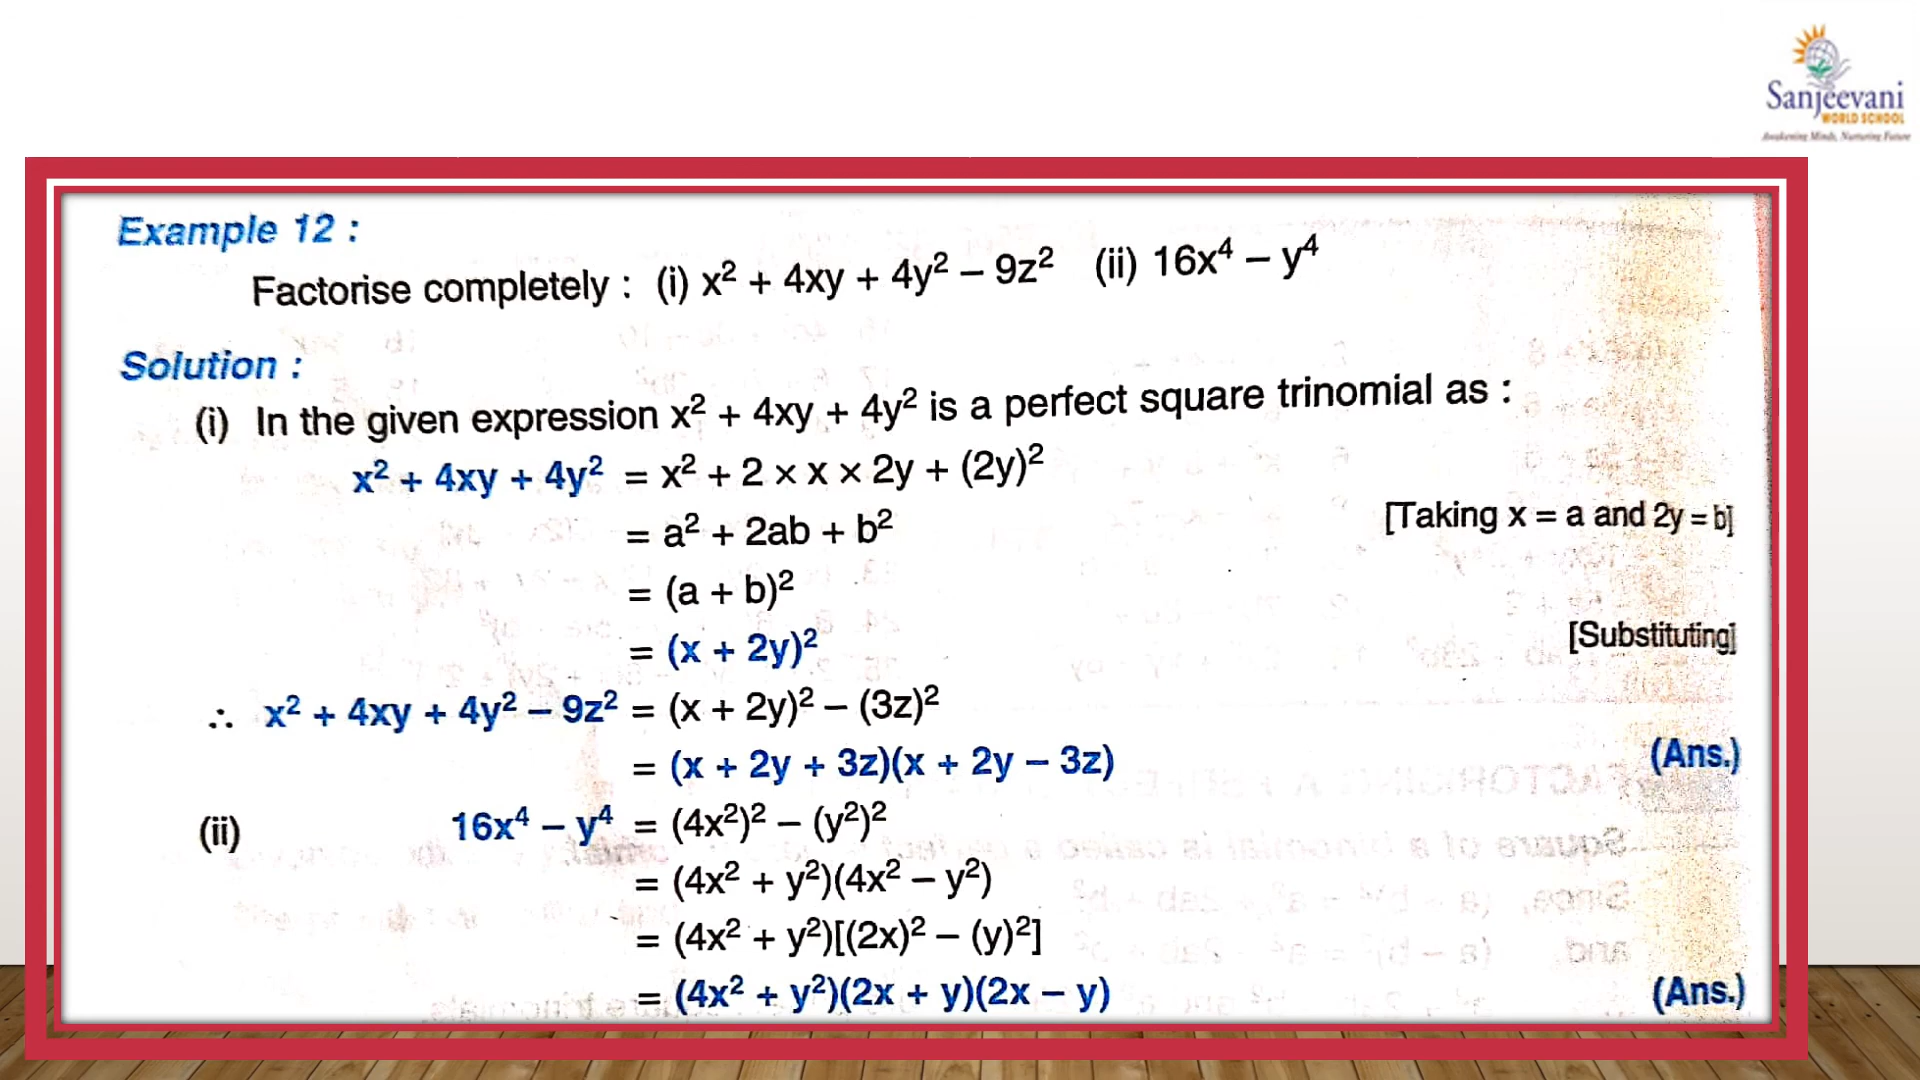 Sanjeevani
WORLD SCHOOL
Awakening Minds, Nurturing Future
Example 12 :
Factorise completely : (i) x² + 4xy + 4y² – 9z² (ii) 16x⁴ – y⁴
Solution :
(i) In the given expression x² + 4xy + 4y² is a perfect square trinomial as :
x² + 4xy + 4y² = x² + 2 × x × 2y + (2y)²
= a² + 2ab + b² [Taking x = a and 2y = b]
= (a + b)²
= (x + 2y)² [Substituting]
∴ x² + 4xy + 4y² – 9z² = (x + 2y)² – (3z)²
= (x + 2y + 3z)(x + 2y – 3z) (Ans.)
(ii) 16x⁴ – y⁴ = (4x²)² – (y²)²
= (4x² + y²)(4x² – y²)
= (4x² + y²)[(2x)² – (y)²]
= (4x² + y²)(2x + y)(2x – y) (Ans.)